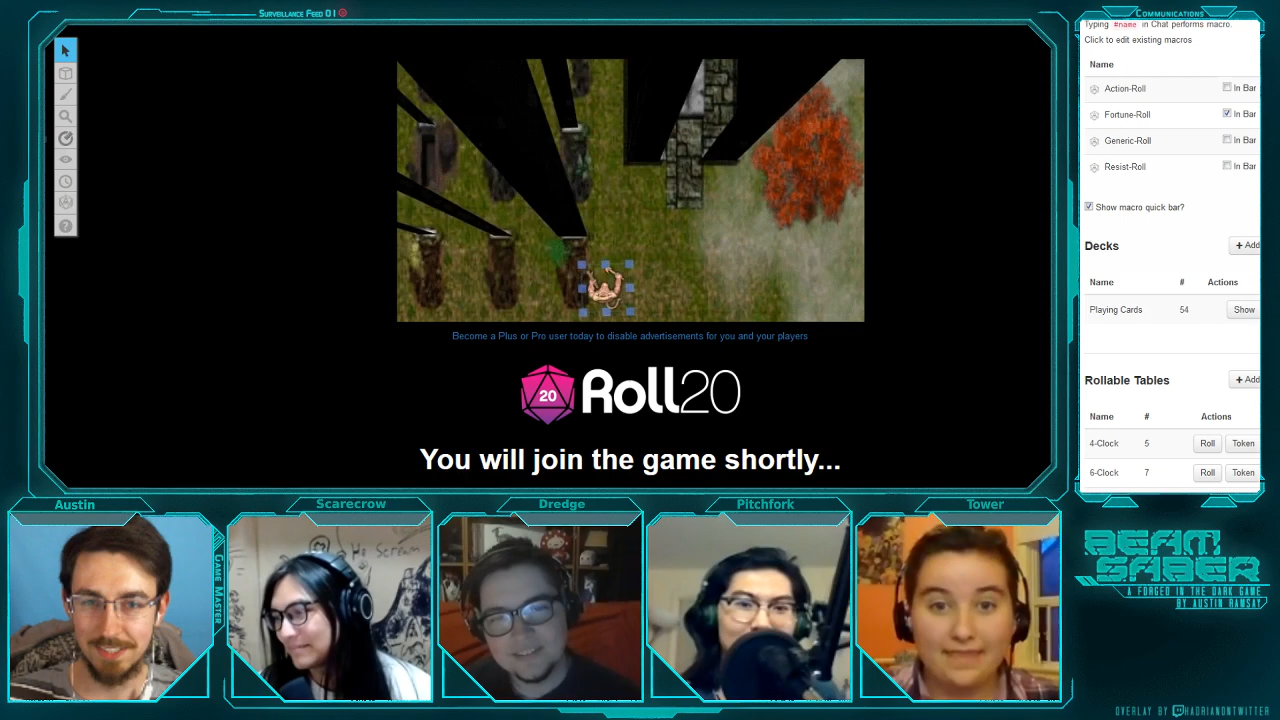 SURVEILLANCE FEED 01
COMMUNICATIONS
Typing #name in Chat performs macro.
Click to edit existing macros
Name
Action-Roll In Bar
Fortune-Roll In Bar
Generic-Roll In Bar
Resist-Roll In Bar
Show macro quick bar?
Decks + Add
Name # Actions
Playing Cards 54 Show
Rollable Tables + Add
Name # Actions
4-Clock 5 Roll Token
6-Clock 7 Roll Token
Become a Plus or Pro user today to disable advertisements for you and your players
20 Roll20
You will join the game shortly...
Austin
Scarecrow
Dredge
Pitchfork
Tower
GAME MASTER
BEAM
SABER
A FORGED IN THE DARK GAME
BY AUSTIN RAMSAY
OVERLAY BY HADRIANONTWITTER